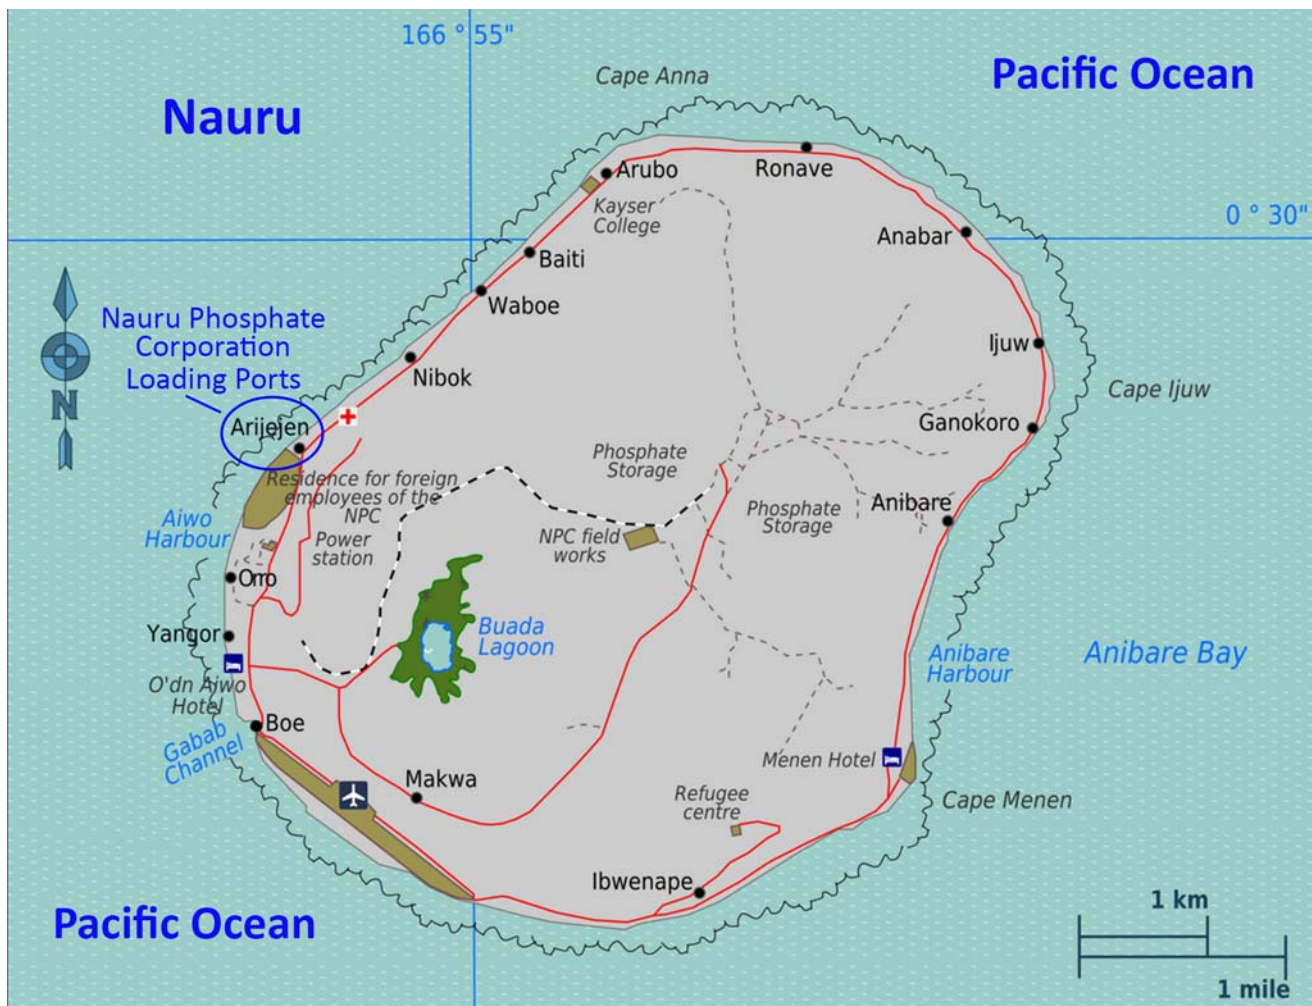 166 ° 55"
Pacific Ocean
Cape Anna
Nauru
Arubo
Ronave
Kayser
College
0 ° 30"
Anabar
Baiti
Waboe
Nauru Phosphate
Corporation
Loading Ports
Ijuw
Nibok
Cape Ijuw
N
Arijejen
Ganokoro
Phosphate
Storage
Residence for foreign
employees of the
NPC
Anibare
Phosphate
Storage
Aiwo
Harbour
Power
station
NPC field
works
Orro
Yangor
Buada
Lagoon
Anibare
Harbour
Anibare Bay
O'dn Aiwo
Hotel
Boe
Gabab
Channel
Menen Hotel
Makwa
Refugee
centre
Cape Menen
Ibwenape
Pacific Ocean
1 km
1 mile